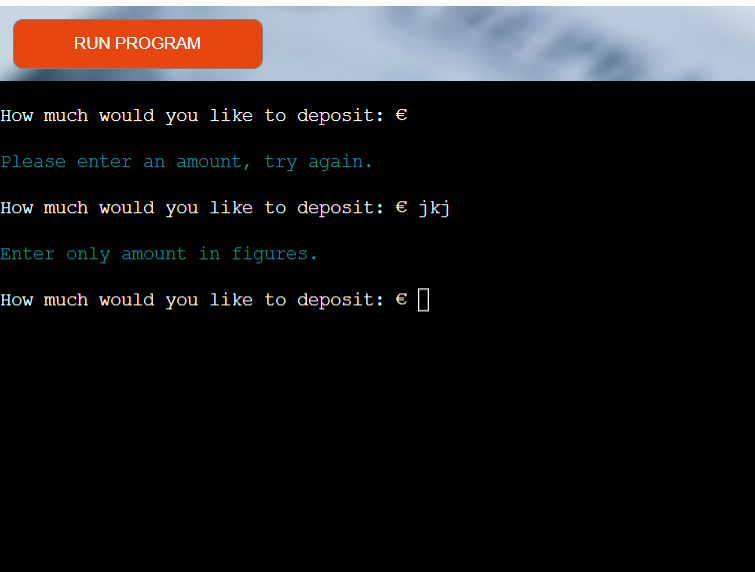 RUN PROGRAM
How much would you like to deposit: €
Please enter an amount, try again.
How much would you like to deposit: € jkj
Enter only amount in figures.
How much would you like to deposit: €